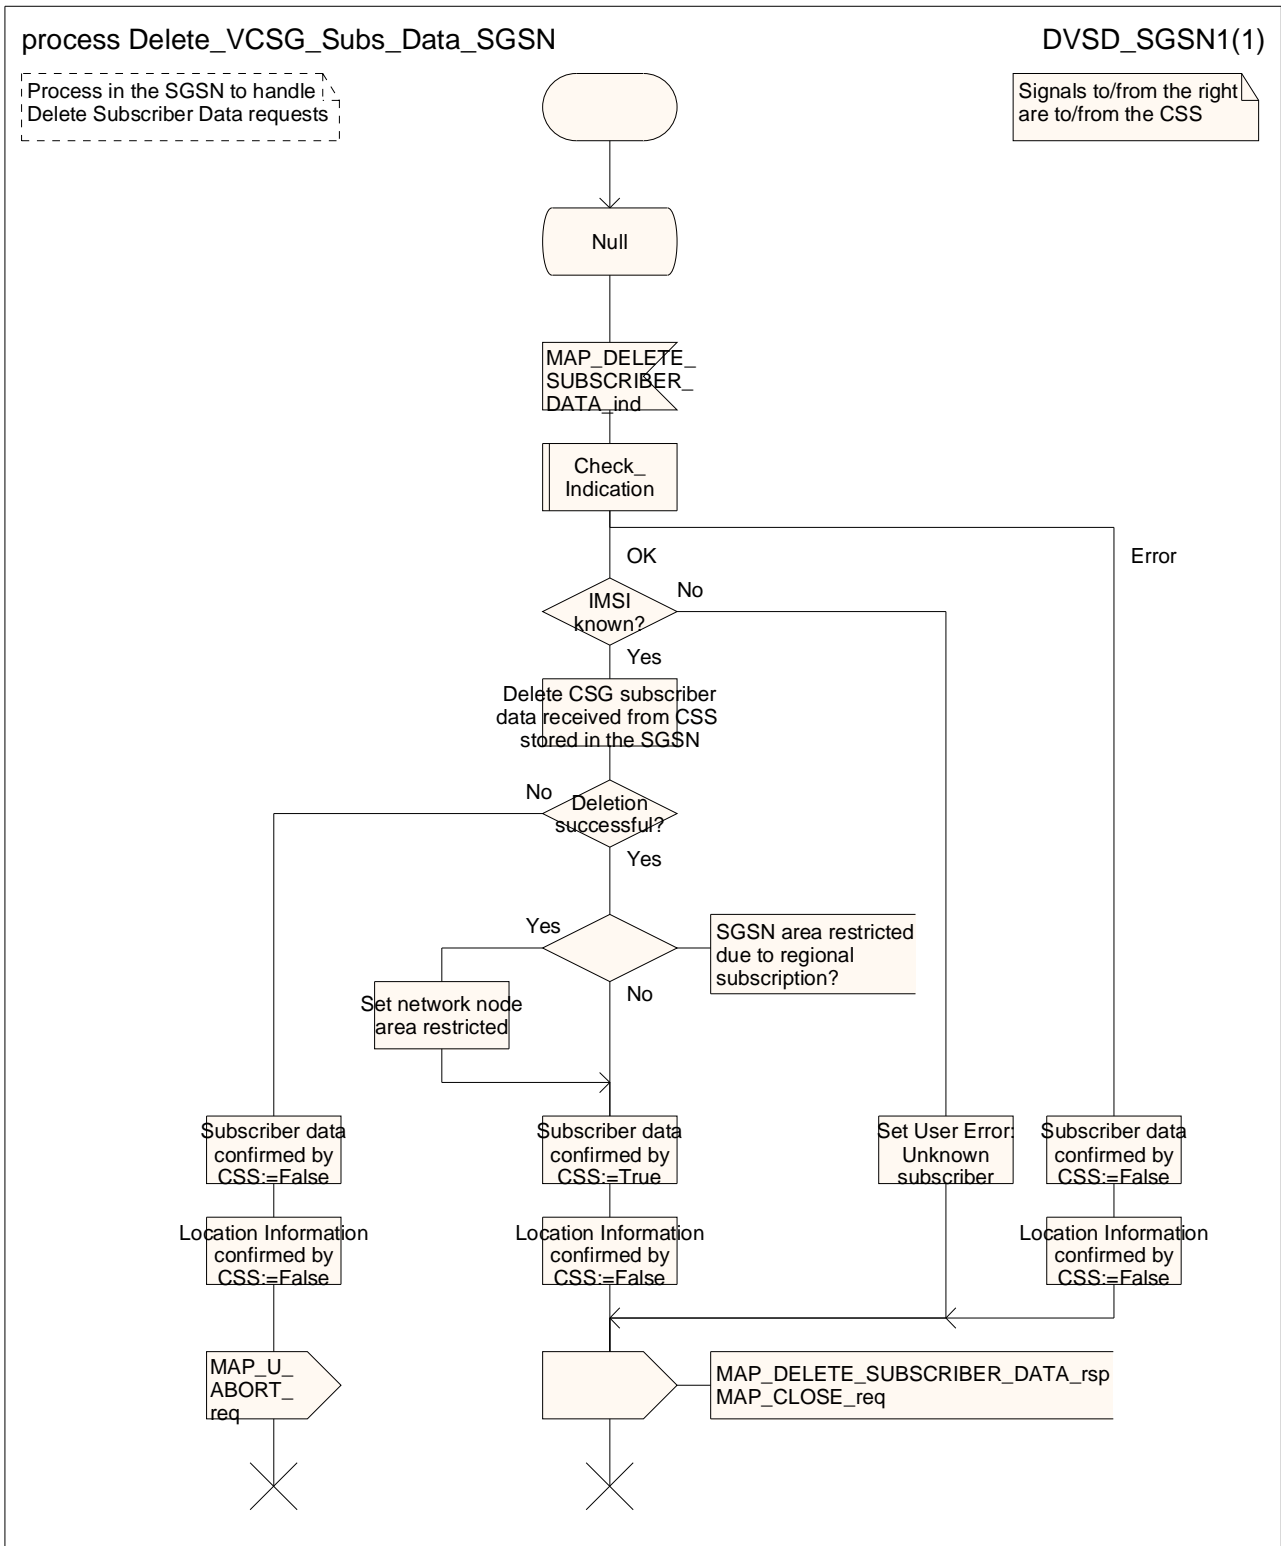 process Delete_VCSG_Subs_Data_SGSN
DVSD_SGSN1(1)
Process in the SGSN to handle
Delete Subscriber Data requests
Signals to/from the right
are to/from the CSS
Null
MAP_DELETE_
SUBSCRIBER_
DATA_ind
Check_
Indication
OK
Error
IMSI
known?
No
Yes
Delete CSG subscriber
data received from CSS
stored in the SGSN
No
Deletion
successful?
Yes
Yes
SGSN area restricted
due to regional
subscription?
No
Set network node
area restricted
Subscriber data
confirmed by
CSS:=False
Subscriber data
confirmed by
CSS:=True
Set User Error:
Unknown
subscriber
Subscriber data
confirmed by
CSS:=False
Location Information
confirmed by
CSS:=False
Location Information
confirmed by
CSS:=False
Location Information
confirmed by
CSS:=False
MAP_U_
ABORT_
req
MAP_DELETE_SUBSCRIBER_DATA_rsp
MAP_CLOSE_req